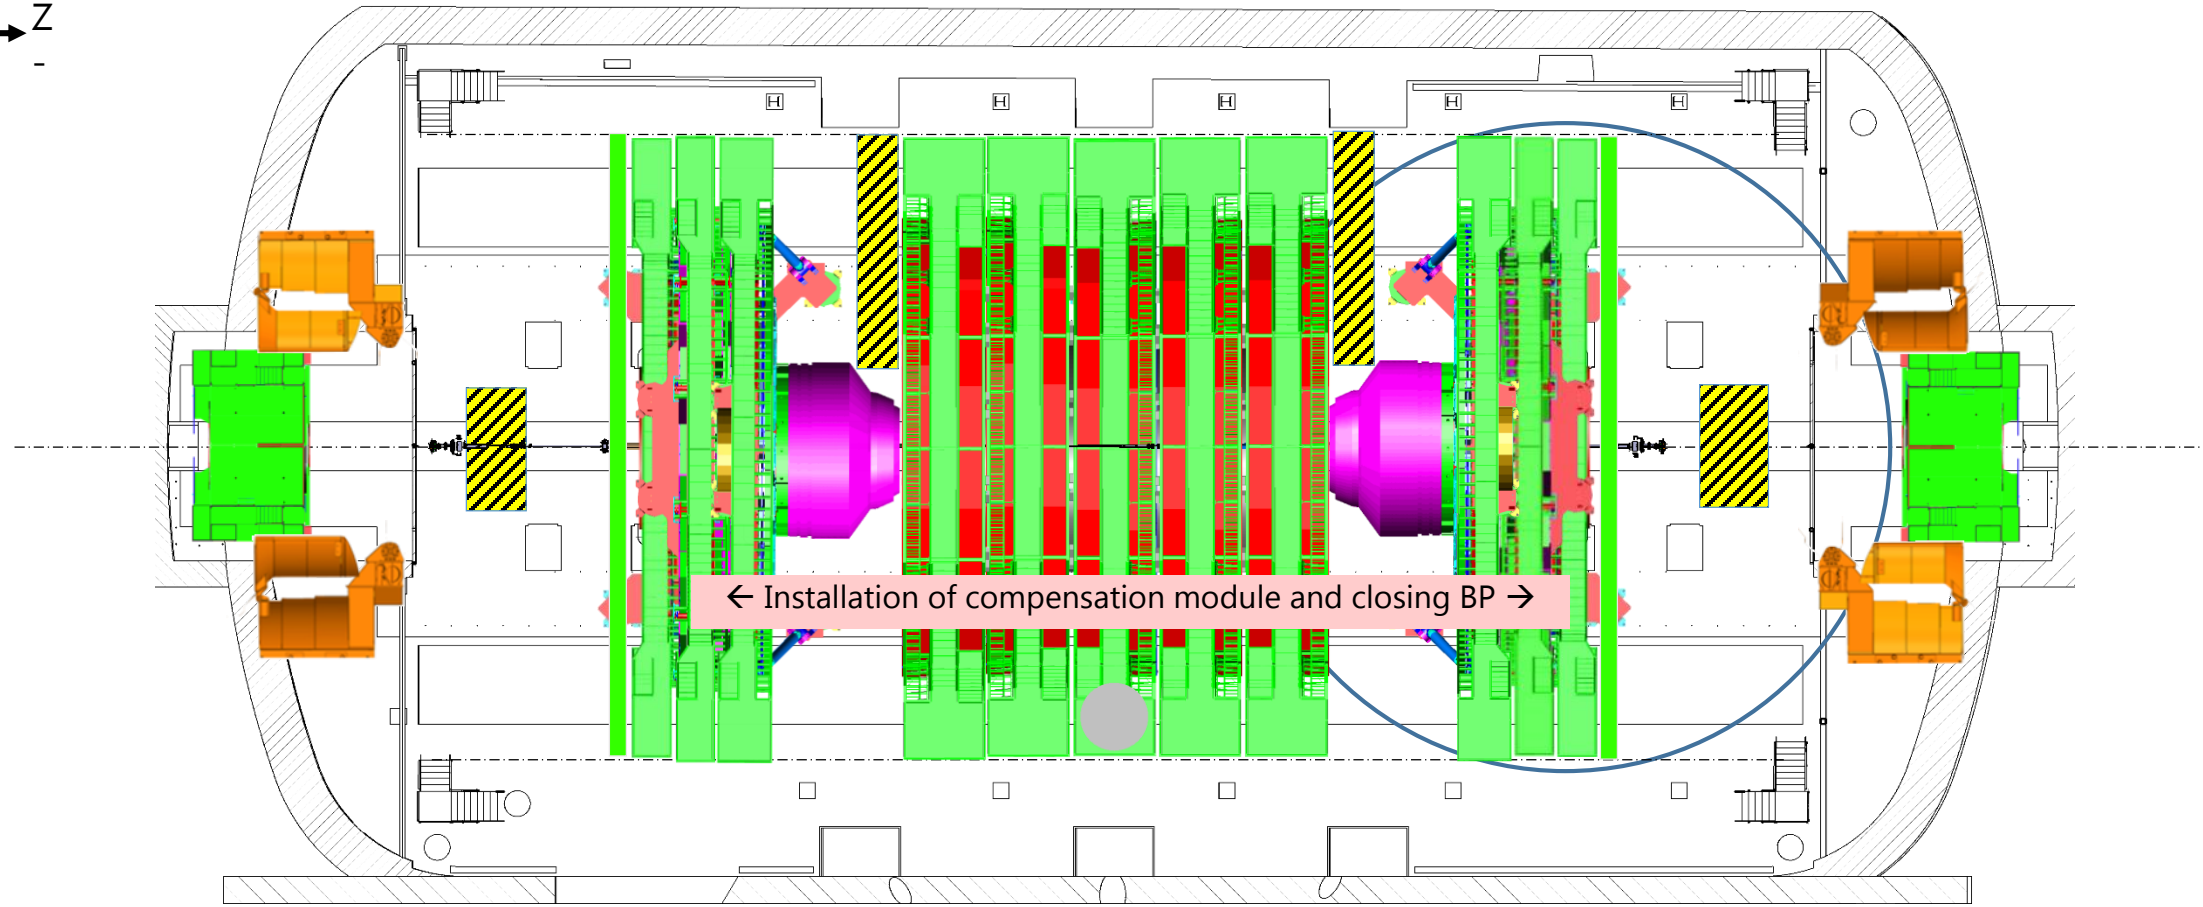 Z
-
← Installation of compensation module and closing BP →